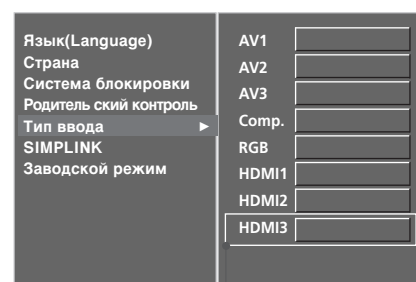 Язык(Language)
Страна
Система блокировки
Родитель ский контроль
Тип ввода ►
SIMPLINK
Заводской режим
AV1
AV2
AV3
Comp.
RGB
HDMI1
HDMI2
HDMI3